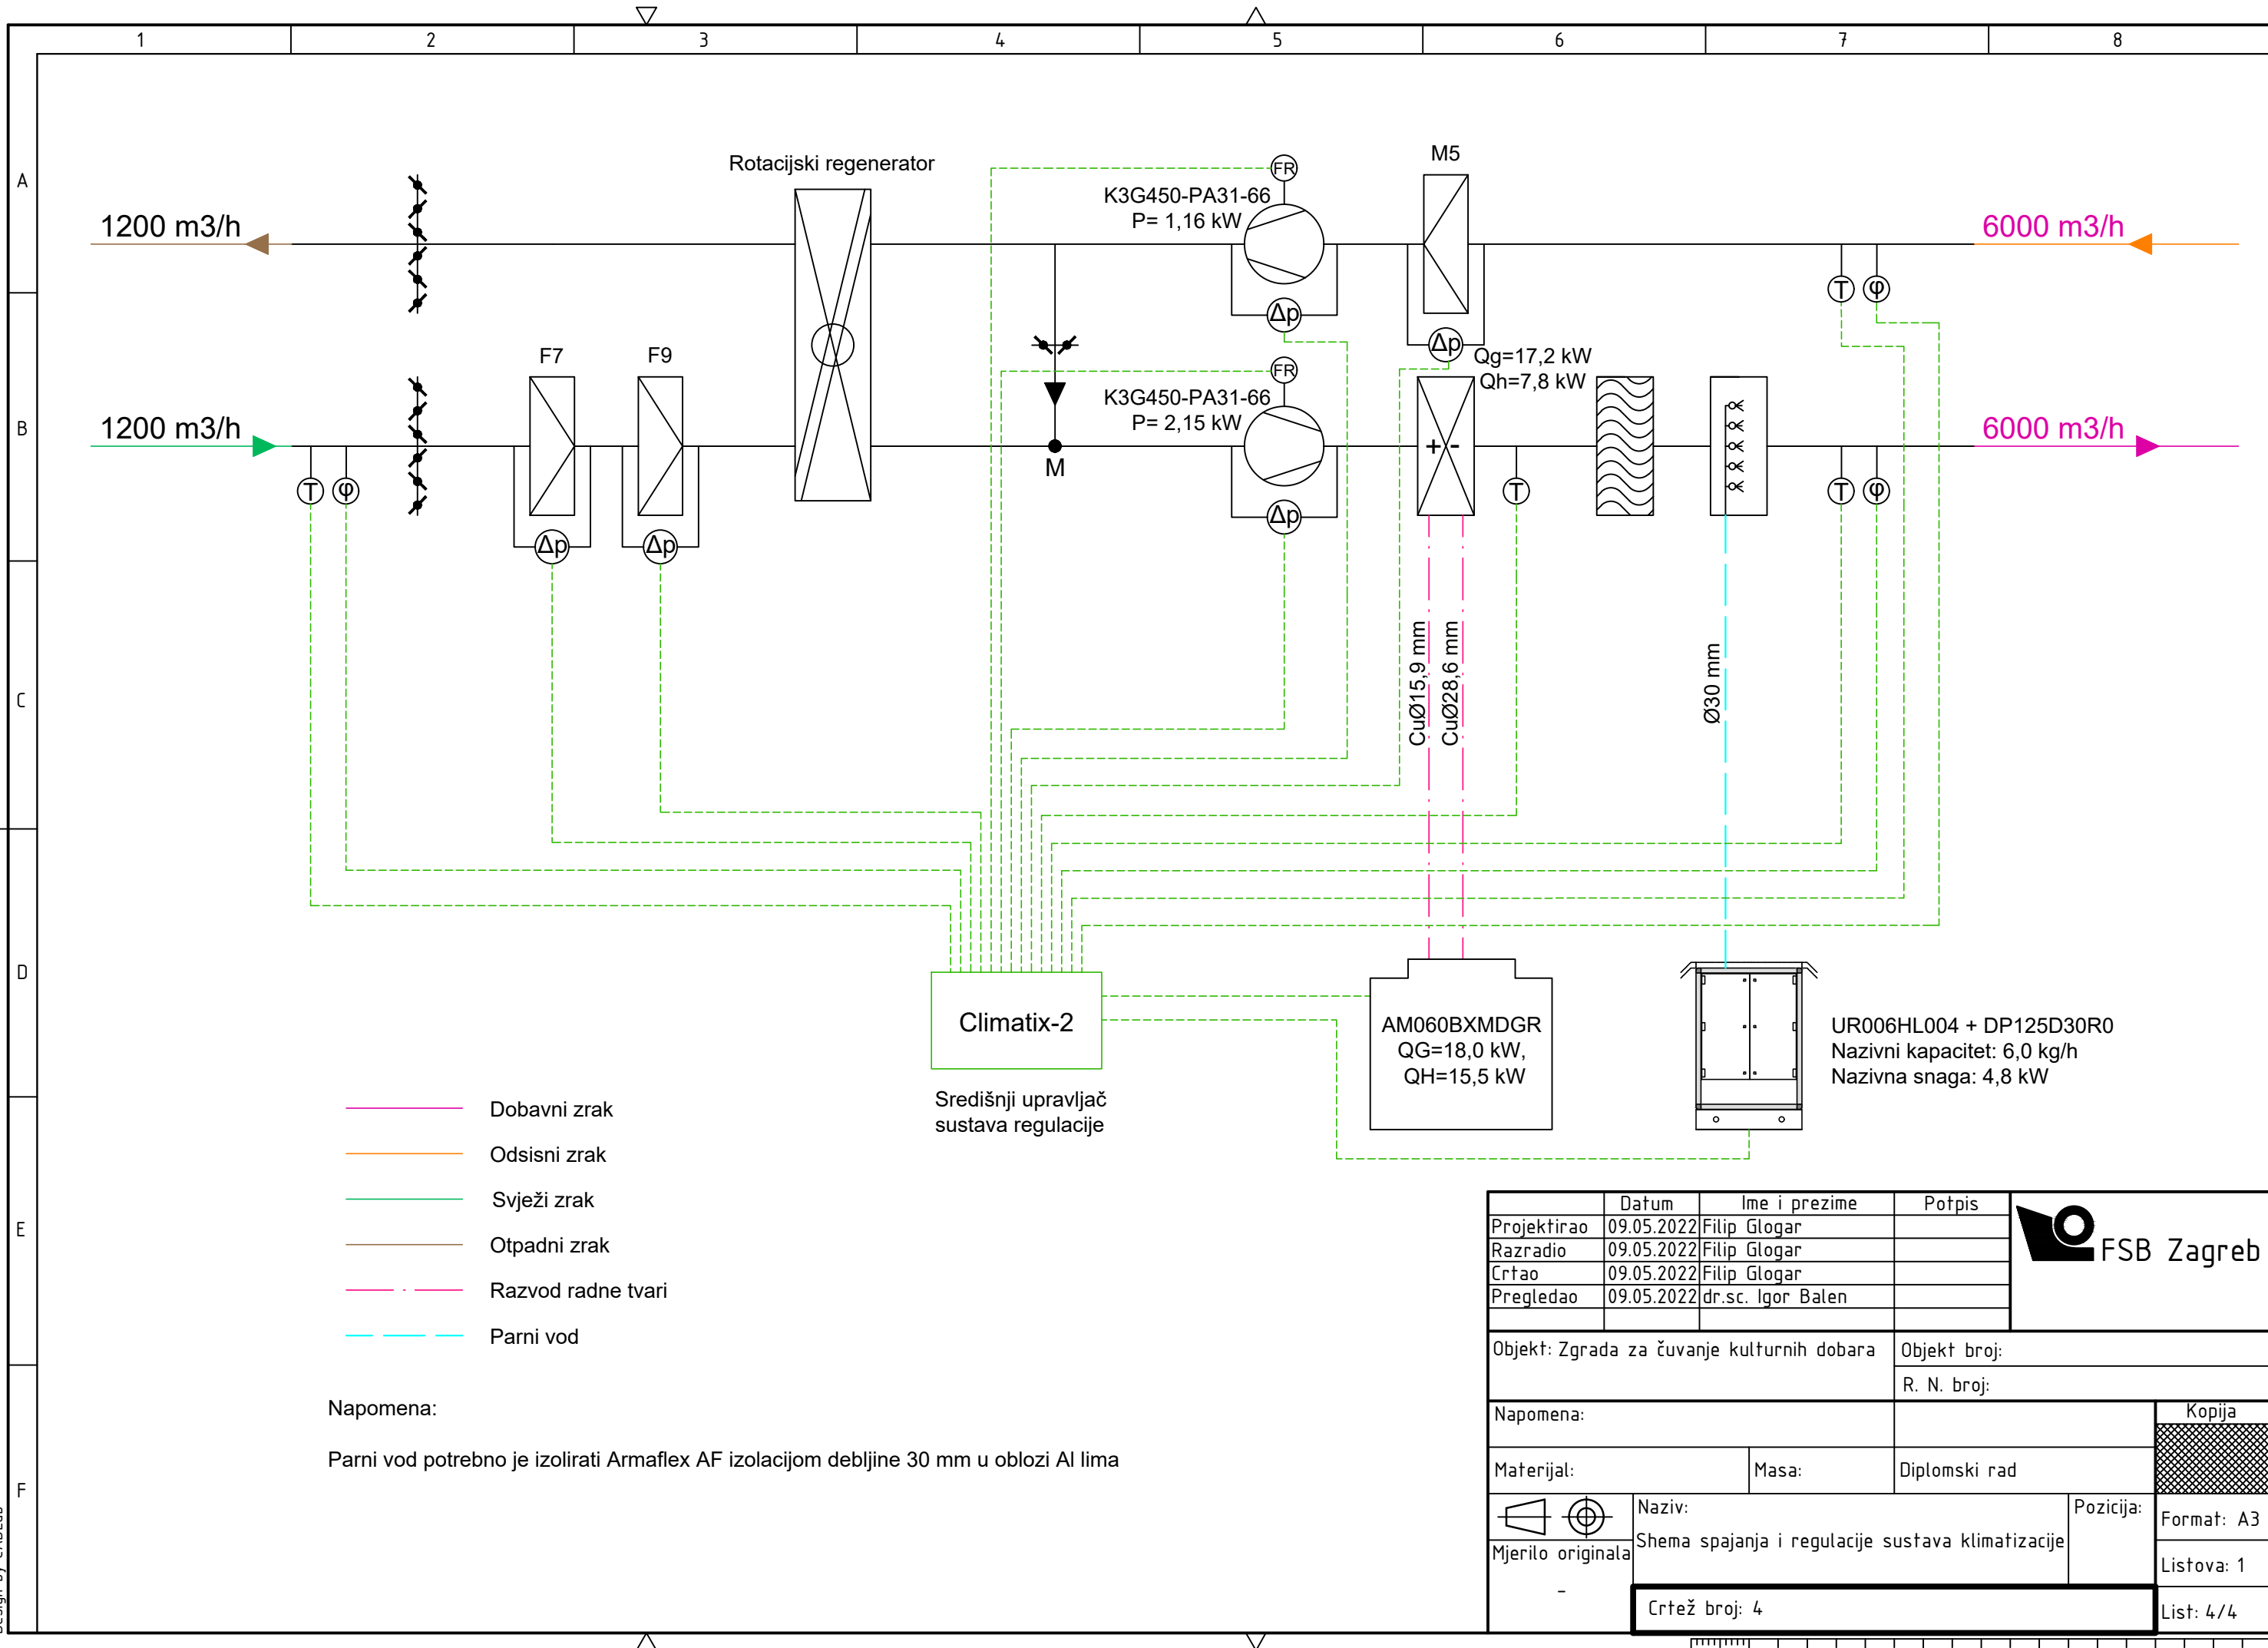 1 2 3 4 5 6 7 8
A
B
C
D
E
F
Rotacijski regenerator
M5
FR
K3G450-PA31-66
P= 1,16 kW
1200 m3/h
6000 m3/h
T φ
Δp
Δp
Qg=17,2 kW
Qh=7,8 kW
F7
F9
FR
K3G450-PA31-66
P= 2,15 kW
1200 m3/h
6000 m3/h
+ -
M
T φ
T
T φ
Δp
Δp
Δp
CuØ15,9 mm
CuØ28,6 mm
Ø30 mm
Climatix-2
Središnji upravljač
sustava regulacije
AM060BXMDGR
QG=18,0 kW,
QH=15,5 kW
UR006HL004 + DP125D30R0
Nazivni kapacitet: 6,0 kg/h
Nazivna snaga: 4,8 kW
Dobavni zrak
Odsisni zrak
Svježi zrak
Otpadni zrak
Razvod radne tvari
Parni vod
Napomena:
Parni vod potrebno je izolirati Armaflex AF izolacijom debljine 30 mm u oblozi Al lima
Datum Ime i prezime Potpis
Projektirao 09.05.2022 Filip Glogar
Razradio 09.05.2022 Filip Glogar
Crtao 09.05.2022 Filip Glogar
Pregledao 09.05.2022 dr.sc. Igor Balen
FSB Zagreb
Objekt: Zgrada za čuvanje kulturnih dobara
Objekt broj:
R. N. broj:
Napomena:
Kopija
Materijal:
Masa:
Diplomski rad
Naziv:
Shema spajanja i regulacije sustava klimatizacije
Pozicija:
Format: A3
Mjerilo originala
-
Listova: 1
Crtež broj: 4
List: 4/4